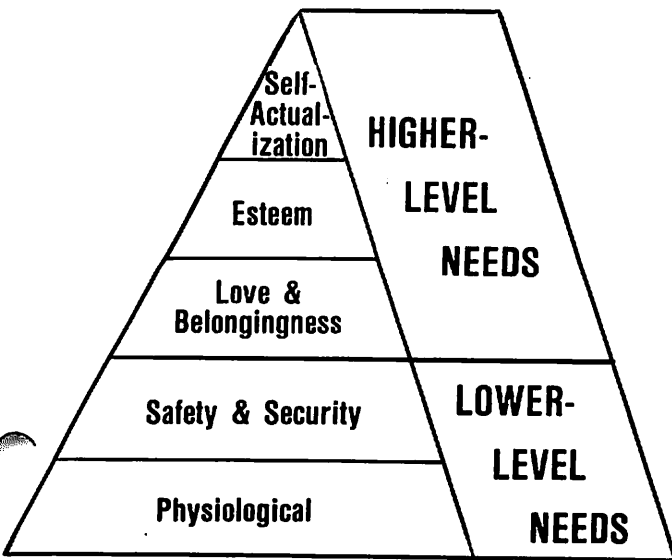 Self-
Actual-
ization
Esteem
Love &
Belongingness
Safety & Security
Physiological
HIGHER-
LEVEL
NEEDS
LOWER-
LEVEL
NEEDS